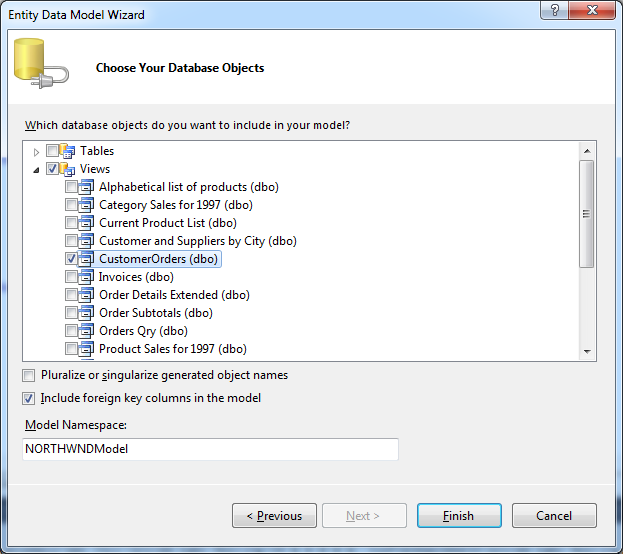 Entity Data Model Wizard
?
Choose Your Database Objects
Which database objects do you want to include in your model?
Tables
Views
Alphabetical list of products (dbo)
Category Sales for 1997 (dbo)
Current Product List (dbo)
Customer and Suppliers by City (dbo)
CustomerOrders (dbo)
Invoices (dbo)
Order Details Extended (dbo)
Order Subtotals (dbo)
Orders Qry (dbo)
Product Sales for 1997 (dbo)
Pluralize or singularize generated object names
Include foreign key columns in the model
Model Namespace:
NORTHWNDModel
< Previous Next > Finish Cancel